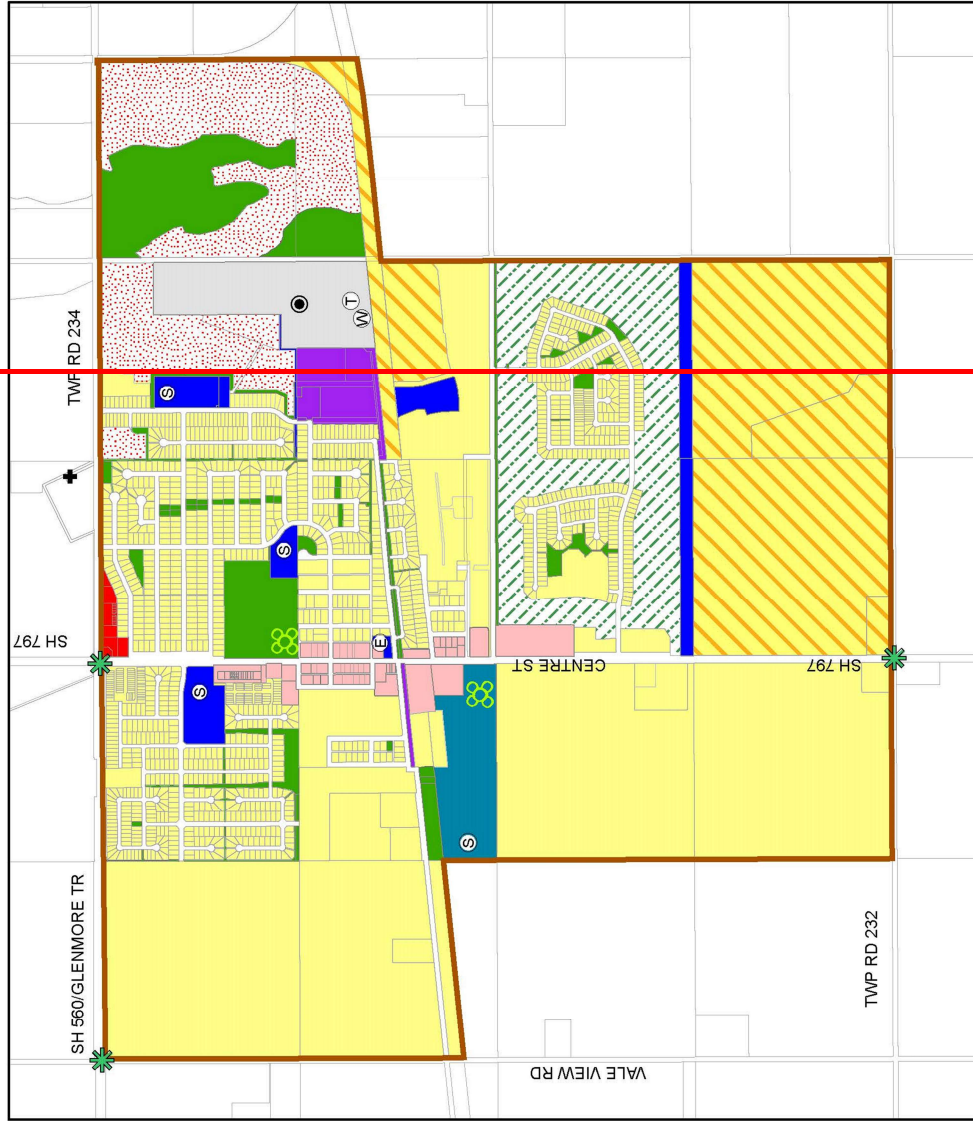 TWP RD 234
SH 797
SH 560/GLENMORE TR
S
S
S
S
E
W
T
CENTRE ST
SH 797
VALE VIEW RD
TWP RD 232